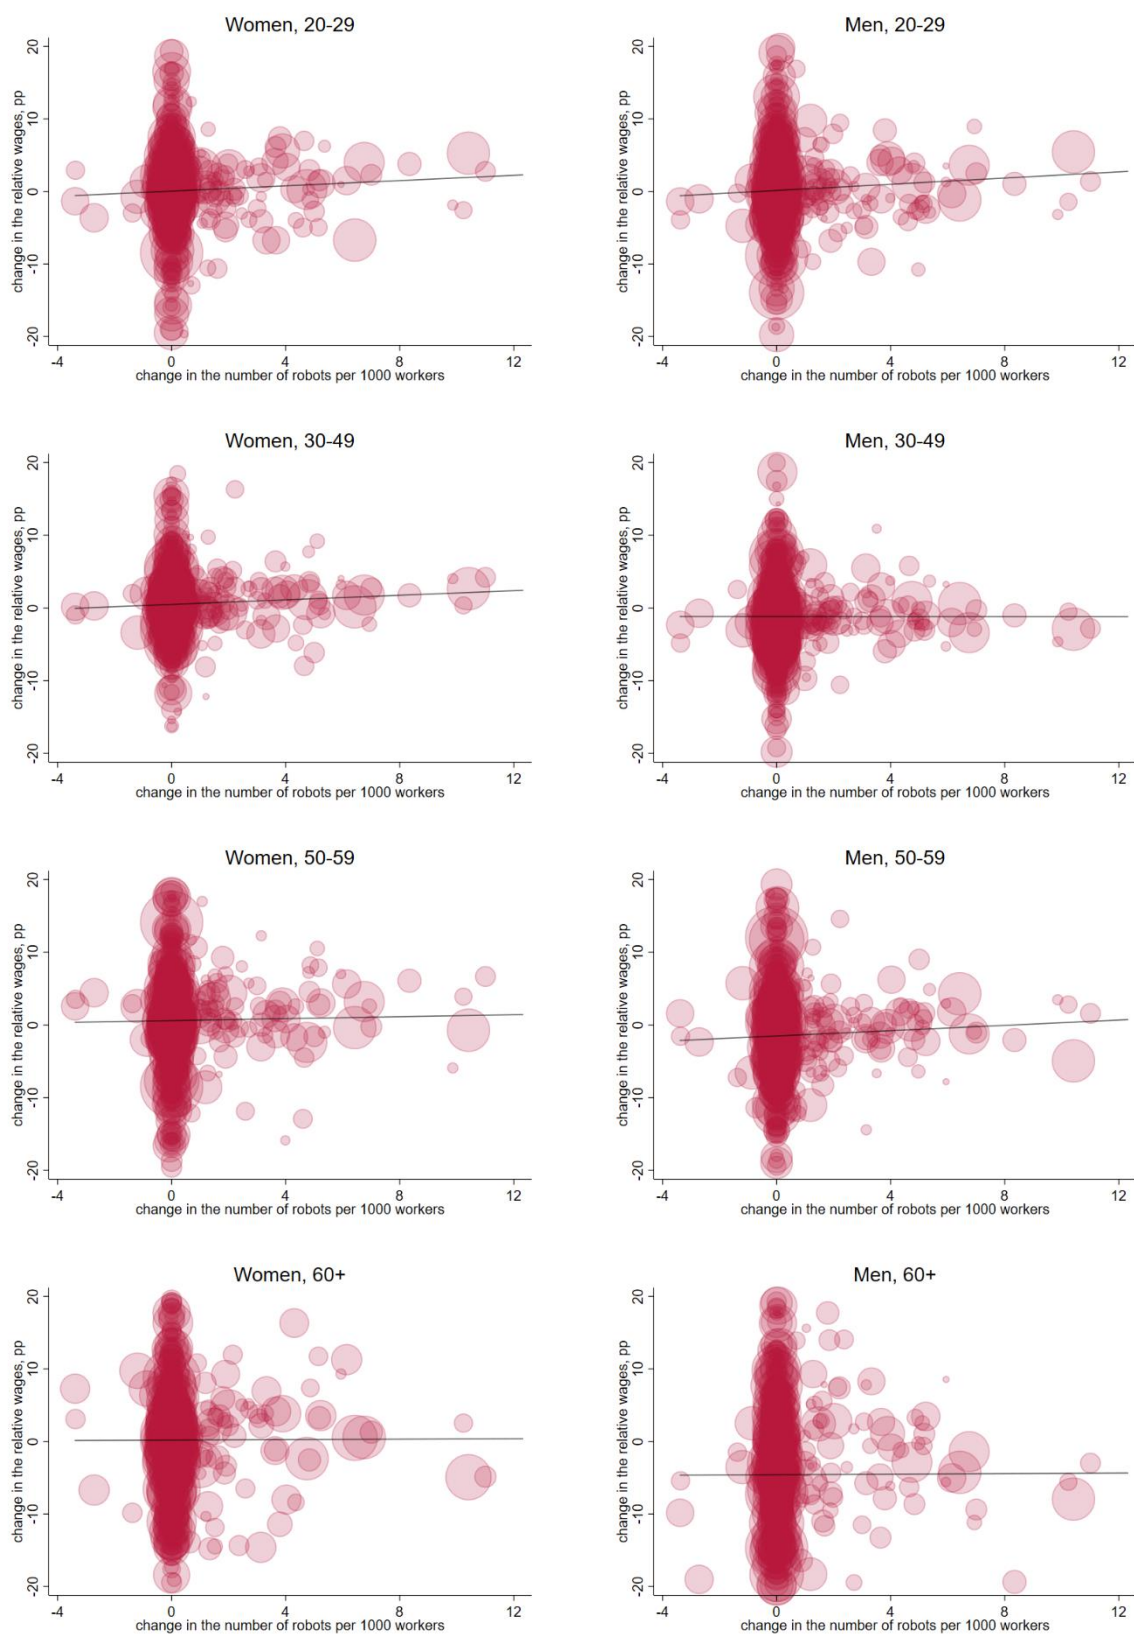 Women, 20-29
change in the relative wages, pp
20
10
0
-10
-20
-4 0 4 8 12
change in the number of robots per 1000 workers
Men, 20-29
change in the relative wages, pp
20
10
0
-10
-20
-4 0 4 8 12
change in the number of robots per 1000 workers
Women, 30-49
change in the relative wages, pp
20
10
0
-10
-20
-4 0 4 8 12
change in the number of robots per 1000 workers
Men, 30-49
change in the relative wages, pp
20
10
0
-10
-20
-4 0 4 8 12
change in the number of robots per 1000 workers
Women, 50-59
change in the relative wages, pp
20
10
0
-10
-20
-4 0 4 8 12
change in the number of robots per 1000 workers
Men, 50-59
change in the relative wages, pp
20
10
0
-10
-20
-4 0 4 8 12
change in the number of robots per 1000 workers
Women, 60+
change in the relative wages, pp
20
10
0
-10
-20
-4 0 4 8 12
change in the number of robots per 1000 workers
Men, 60+
change in the relative wages, pp
20
10
0
-10
-20
-4 0 4 8 12
change in the number of robots per 1000 workers